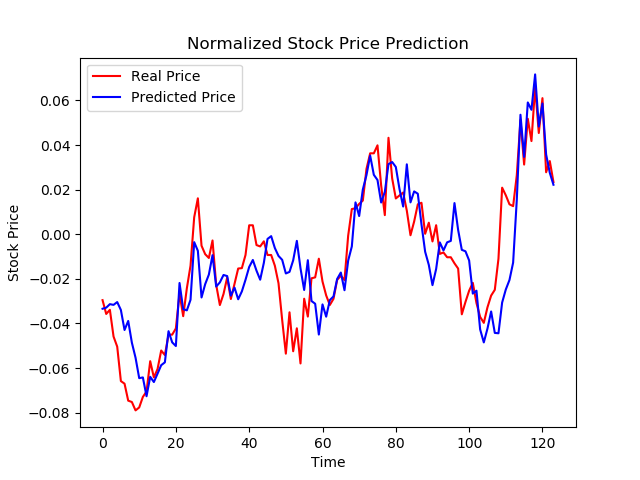 Normalized Stock Price Prediction
Real Price
Predicted Price
0.06
0.04
0.02
0.00
−0.02
−0.04
−0.06
−0.08
Stock Price
0 20 40 60 80 100 120
Time